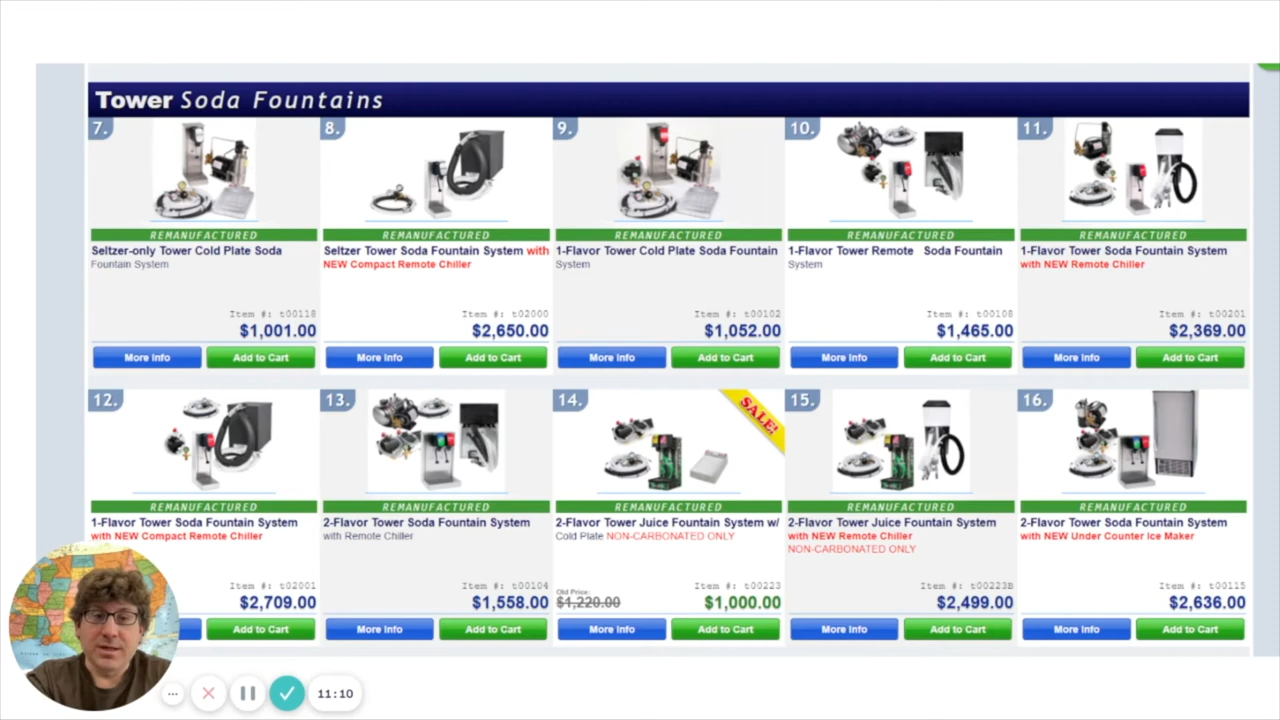 Tower Soda Fountains
7.
REMANUFACTURED
Seltzer-only Tower Cold Plate Soda
Fountain System
Item #: t00118
$1,001.00
More Info
Add to Cart
8.
REMANUFACTURED
Seltzer Tower Soda Fountain System with
NEW Compact Remote Chiller
Item #: t02000
$2,650.00
More Info
Add to Cart
9.
REMANUFACTURED
1-Flavor Tower Cold Plate Soda Fountain
System
Item #: t00102
$1,052.00
More Info
Add to Cart
10.
REMANUFACTURED
1-Flavor Tower Remote Soda Fountain
System
Item #: t00108
$1,465.00
More Info
Add to Cart
11.
REMANUFACTURED
1-Flavor Tower Soda Fountain System
with NEW Remote Chiller
Item #: t00201
$2,369.00
More Info
Add to Cart
12.
REMANUFACTURED
1-Flavor Tower Soda Fountain System
with NEW Compact Remote Chiller
Item #: t02001
$2,709.00
Add to Cart
13.
REMANUFACTURED
2-Flavor Tower Soda Fountain System
with Remote Chiller
Item #: t00104
$1,558.00
More Info
Add to Cart
14.
SALE!
REMANUFACTURED
2-Flavor Tower Juice Fountain System w/
Cold Plate NON-CARBONATED ONLY
Item #: t00223
Old Price:
$1,220.00
$1,000.00
More Info
Add to Cart
15.
REMANUFACTURED
2-Flavor Tower Juice Fountain System
with NEW Remote Chiller
NON-CARBONATED ONLY
Item #: t00223B
$2,499.00
More Info
Add to Cart
16.
REMANUFACTURED
2-Flavor Tower Soda Fountain System
with NEW Under Counter Ice Maker
Item #: t00115
$2,636.00
More Info
Add to Cart
11:10